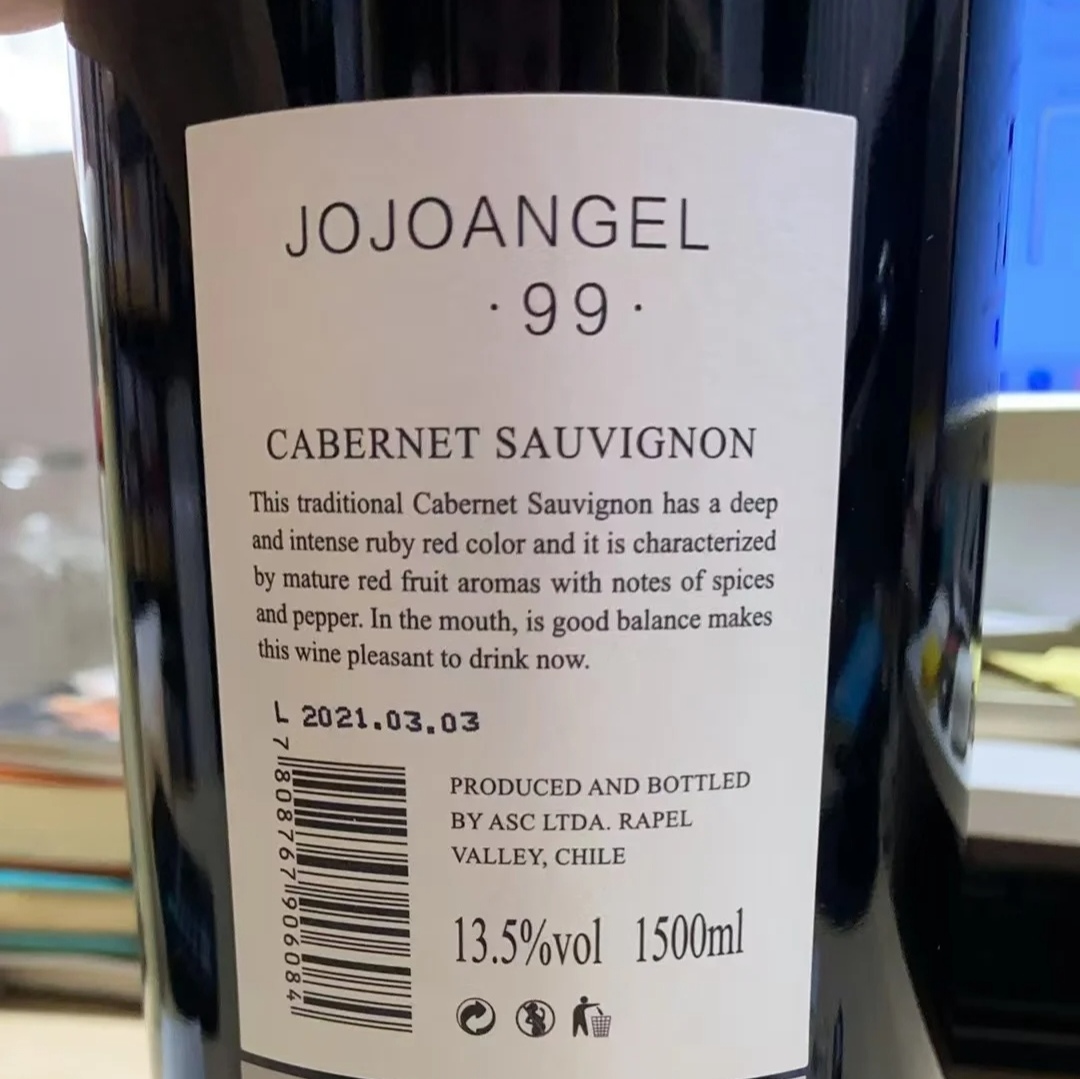 JOJOANGEL
·99·
CABERNET SAUVIGNON
This traditional Cabernet Sauvignon has a deep
and intense ruby red color and it is characterized
by mature red fruit aromas with notes of spices
and pepper. In the mouth, is good balance makes
this wine pleasant to drink now.
L 2021.03.03
7 808767 906084
PRODUCED AND BOTTLED
BY ASC LTDA. RAPEL
VALLEY, CHILE
13.5%vol 1500ml